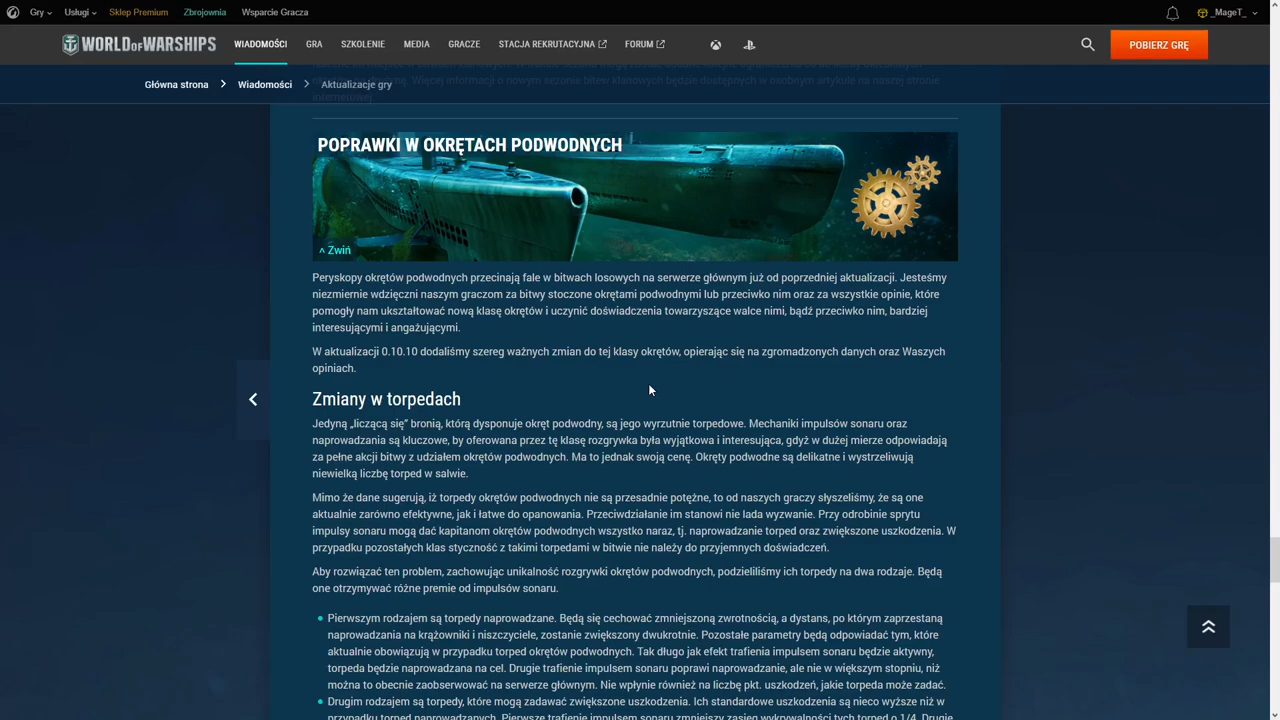 Gry Usługi Sklep Premium Zbrojownia Wsparcie Gracza _MageT_
WORLD OF WARSHIPS WIADOMOŚCI GRA SZKOLENIE MEDIA GRACZE STACJA REKRUTACYJNA FORUM POBIERZ GRĘ
Główna strona Wiadomości Aktualizacje gry
POPRAWKI W OKRĘTACH PODWODNYCH
^ Zwiń
Peryskopy okrętów podwodnych przecinają fale w bitwach losowych na serwerze głównym już od poprzedniej aktualizacji. Jesteśmy
niezmiernie wdzięczni naszym graczom za bitwy stoczone okrętami podwodnymi lub przeciwko nim oraz za wszystkie opinie, które
pomogły nam ukształtować nową klasę okrętów i uczynić doświadczenia towarzyszące walce nimi, bądź przeciwko nim, bardziej
interesującymi i angażującymi.
W aktualizacji 0.10.10 dodaliśmy szereg ważnych zmian do tej klasy okrętów, opierając się na zgromadzonych danych oraz Waszych
opiniach.
Zmiany w torpedach
Jedyną „liczącą się” bronią, którą dysponuje okręt podwodny, są jego wyrzutnie torpedowe. Mechaniki impulsów sonaru oraz
naprowadzania są kluczowe, by oferowana przez tę klasę rozgrywka była wyjątkowa i interesująca, gdyż w dużej mierze odpowiadają
za pełne akcji bitwy z udziałem okrętów podwodnych. Ma to jednak swoją cenę. Okręty podwodne są delikatne i wystrzeliwują
niewielką liczbę torped w salwie.
Mimo że dane sugerują, iż torpedy okrętów podwodnych nie są przesadnie potężne, to od naszych graczy słyszeliśmy, że są one
aktualnie zarówno efektywne, jak i łatwe do opanowania. Przeciwdziałanie im stanowi nie lada wyzwanie. Przy odrobinie sprytu
impulsy sonaru mogą dać kapitanom okrętów podwodnych wszystko naraz, tj. naprowadzanie torped oraz zwiększone uszkodzenia. W
przypadku pozostałych klas styczność z takimi torpedami w bitwie nie należy do przyjemnych doświadczeń.
Aby rozwiązać ten problem, zachowując unikalność rozgrywki okrętów podwodnych, podzieliliśmy ich torpedy na dwa rodzaje. Będą
one otrzymywać różne premie od impulsów sonaru.
Pierwszym rodzajem są torpedy naprowadzane. Będą się cechować zmniejszoną zwrotnością, a dystans, po którym zaprzestaną
naprowadzania na krążowniki i niszczyciele, zostanie zwiększony dwukrotnie. Pozostałe parametry będą odpowiadać tym, które
aktualnie obowiązują w przypadku torped okrętów podwodnych. Tak długo jak efekt trafienia impulsem sonaru będzie aktywny,
torpeda będzie naprowadzana na cel. Drugie trafienie impulsem sonaru poprawi naprowadzanie, ale nie w większym stopniu, niż
można to obecnie zaobserwować na serwerze głównym. Nie wpłynie również na liczbę pkt. uszkodzeń, jakie torpeda może zadać.
Drugim rodzajem są torpedy, które mogą zadawać zwiększone uszkodzenia. Ich standardowe uszkodzenia są nieco wyższe niż w
przypadku torped naprowadzanych. Pierwsze trafienie impulsem sonaru zmniejszy zasięg wykrywalności tych torped o 1/4. Drugie